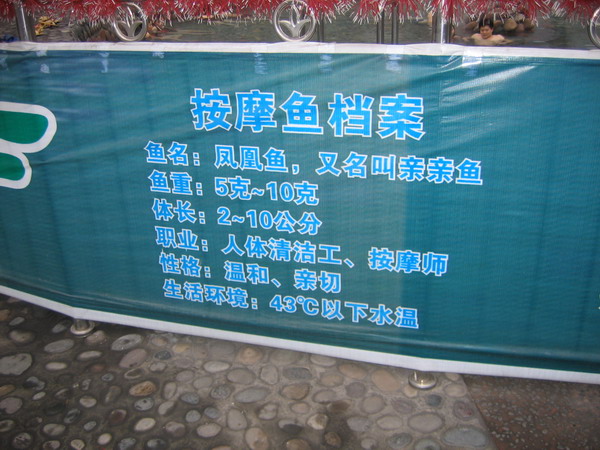 按摩鱼档案
鱼名：凤凰鱼，又名叫亲亲鱼
鱼重：5克~10克
体长：2~10公分
职业：人体清洁工、按摩师
性格：温和、亲切
生活环境：43℃以下水温